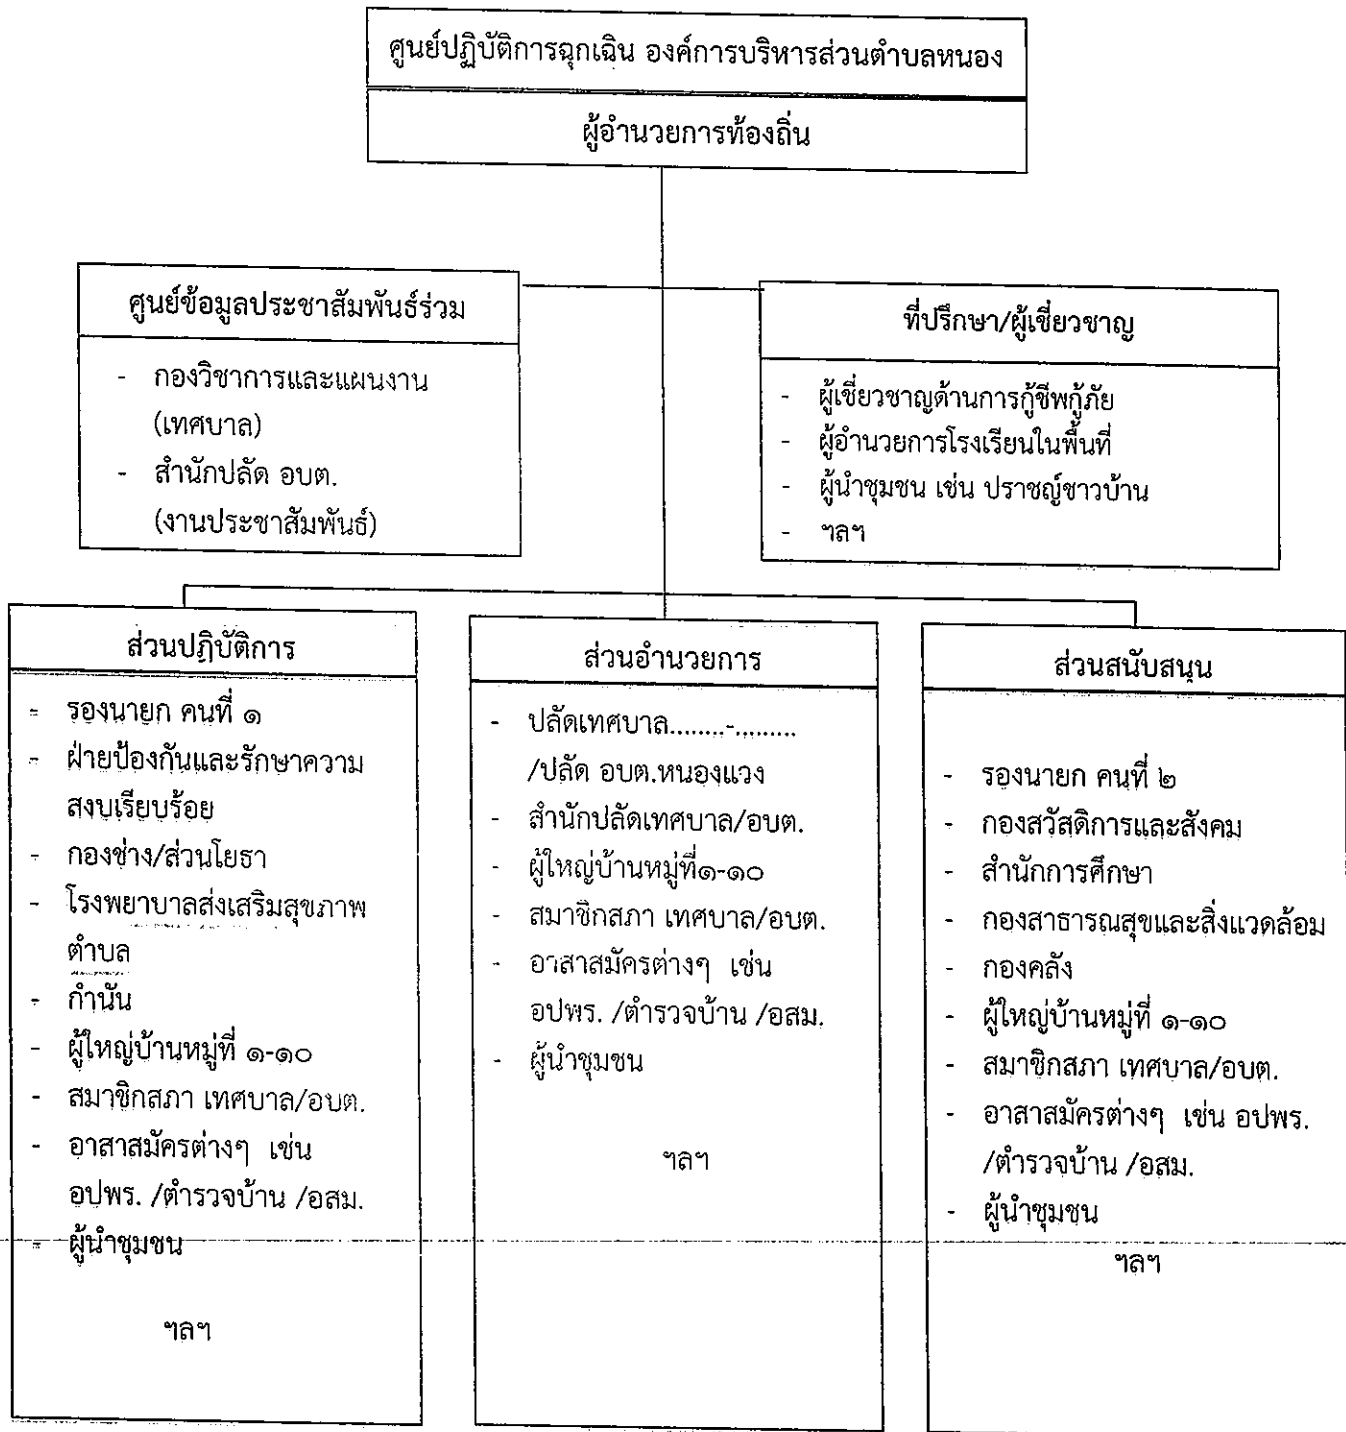 ศูนย์ปฏิบัติการฉุกเฉิน องค์การบริหารส่วนตำบลหนอง
ผู้อำนวยการท้องถิ่น
ศูนย์ข้อมูลประชาสัมพันธ์ร่วม
- กองวิชาการและแผนงาน
(เทศบาล)
- สำนักปลัด อบต.
(งานประชาสัมพันธ์)
ที่ปรึกษา/ผู้เชี่ยวชาญ
- ผู้เชี่ยวชาญด้านการกู้ชีพกู้ภัย
- ผู้อำนวยการโรงเรียนในพื้นที่
- ผู้นำชุมชน เช่น ปราชญ์ชาวบ้าน
- ฯลฯ
ส่วนปฏิบัติการ
- รองนายก คนที่ ๑
- ฝ่ายป้องกันและรักษาความ
สงบเรียบร้อย
- กองช่าง/ส่วนโยธา
- โรงพยาบาลส่งเสริมสุขภาพ
ตำบล
- กำนัน
- ผู้ใหญ่บ้านหมู่ที่ ๑-๑๐
- สมาชิกสภา เทศบาล/อบต.
- อาสาสมัครต่างๆ เช่น
อปพร. /ตำรวจบ้าน /อสม.
- ผู้นำชุมชน
ฯลฯ
ส่วนอำนวยการ
- ปลัดเทศบาล........-.........
/ปลัด อบต.หนองแวง
- สำนักปลัดเทศบาล/อบต.
- ผู้ใหญ่บ้านหมู่ที่๑-๑๐
- สมาชิกสภา เทศบาล/อบต.
- อาสาสมัครต่างๆ เช่น
อปพร. /ตำรวจบ้าน /อสม.
- ผู้นำชุมชน
ฯลฯ
ส่วนสนับสนุน
- รองนายก คนที่ ๒
- กองสวัสดิการและสังคม
- สำนักการศึกษา
- กองสาธารณสุขและสิ่งแวดล้อม
- กองคลัง
- ผู้ใหญ่บ้านหมู่ที่ ๑-๑๐
- สมาชิกสภา เทศบาล/อบต.
- อาสาสมัครต่างๆ เช่น อปพร.
/ตำรวจบ้าน /อสม.
- ผู้นำชุมชน
ฯลฯ